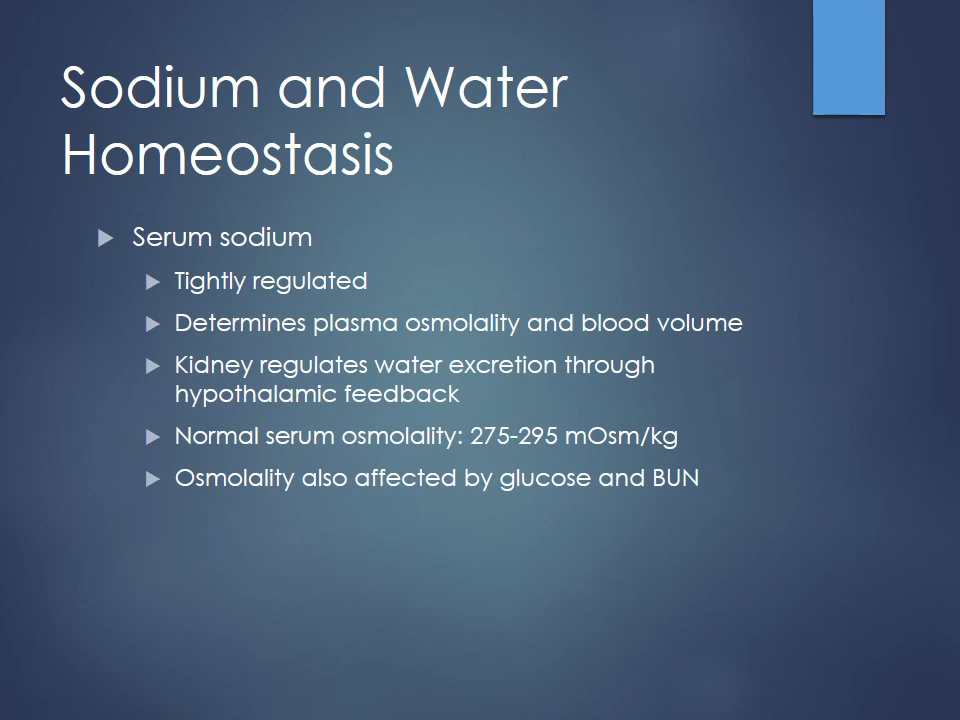 Sodium and Water
Homeostasis
Serum sodium
Tightly regulated
Determines plasma osmolality and blood volume
Kidney regulates water excretion through
hypothalamic feedback
Normal serum osmolality: 275-295 mOsm/kg
Osmolality also affected by glucose and BUN